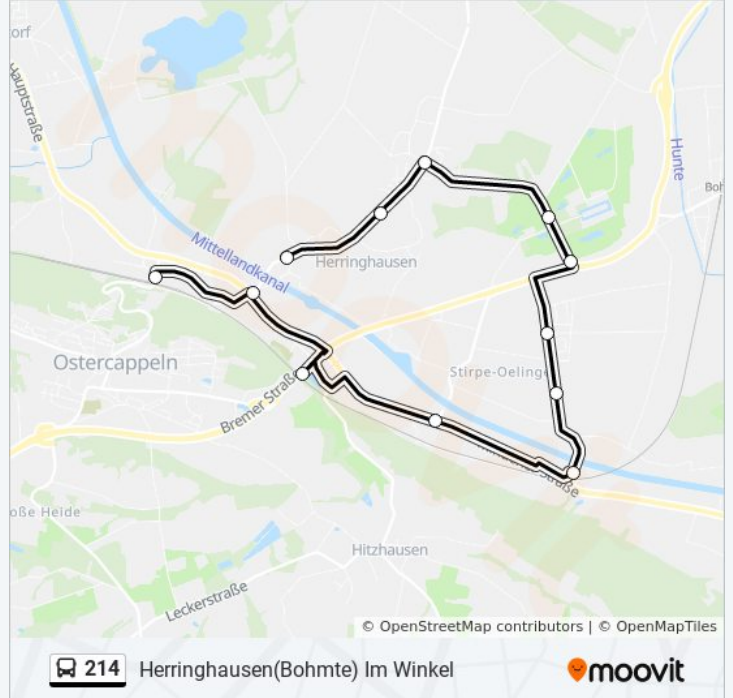 orf
Hauptstraße
Hunte
Boh
Mittellandkanal
Herringhausen
Ostercappeln
Stirpe-Oelinge
Bremer Straße
oße Heide
Hitzhausen
Leckerstraße
© OpenStreetMap contributors | © OpenMapTiles
214 Herringhausen(Bohmte) Im Winkel
moovit